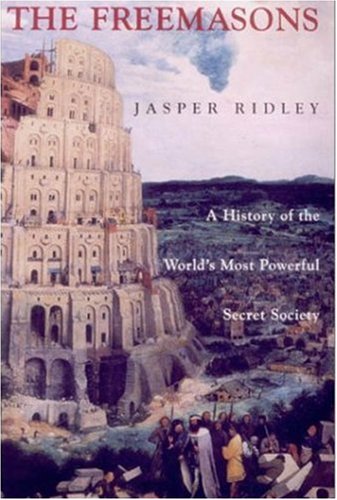 THE FREEMASONS
JASPER RIDLEY
A History of the
World's Most Powerful
Secret Society